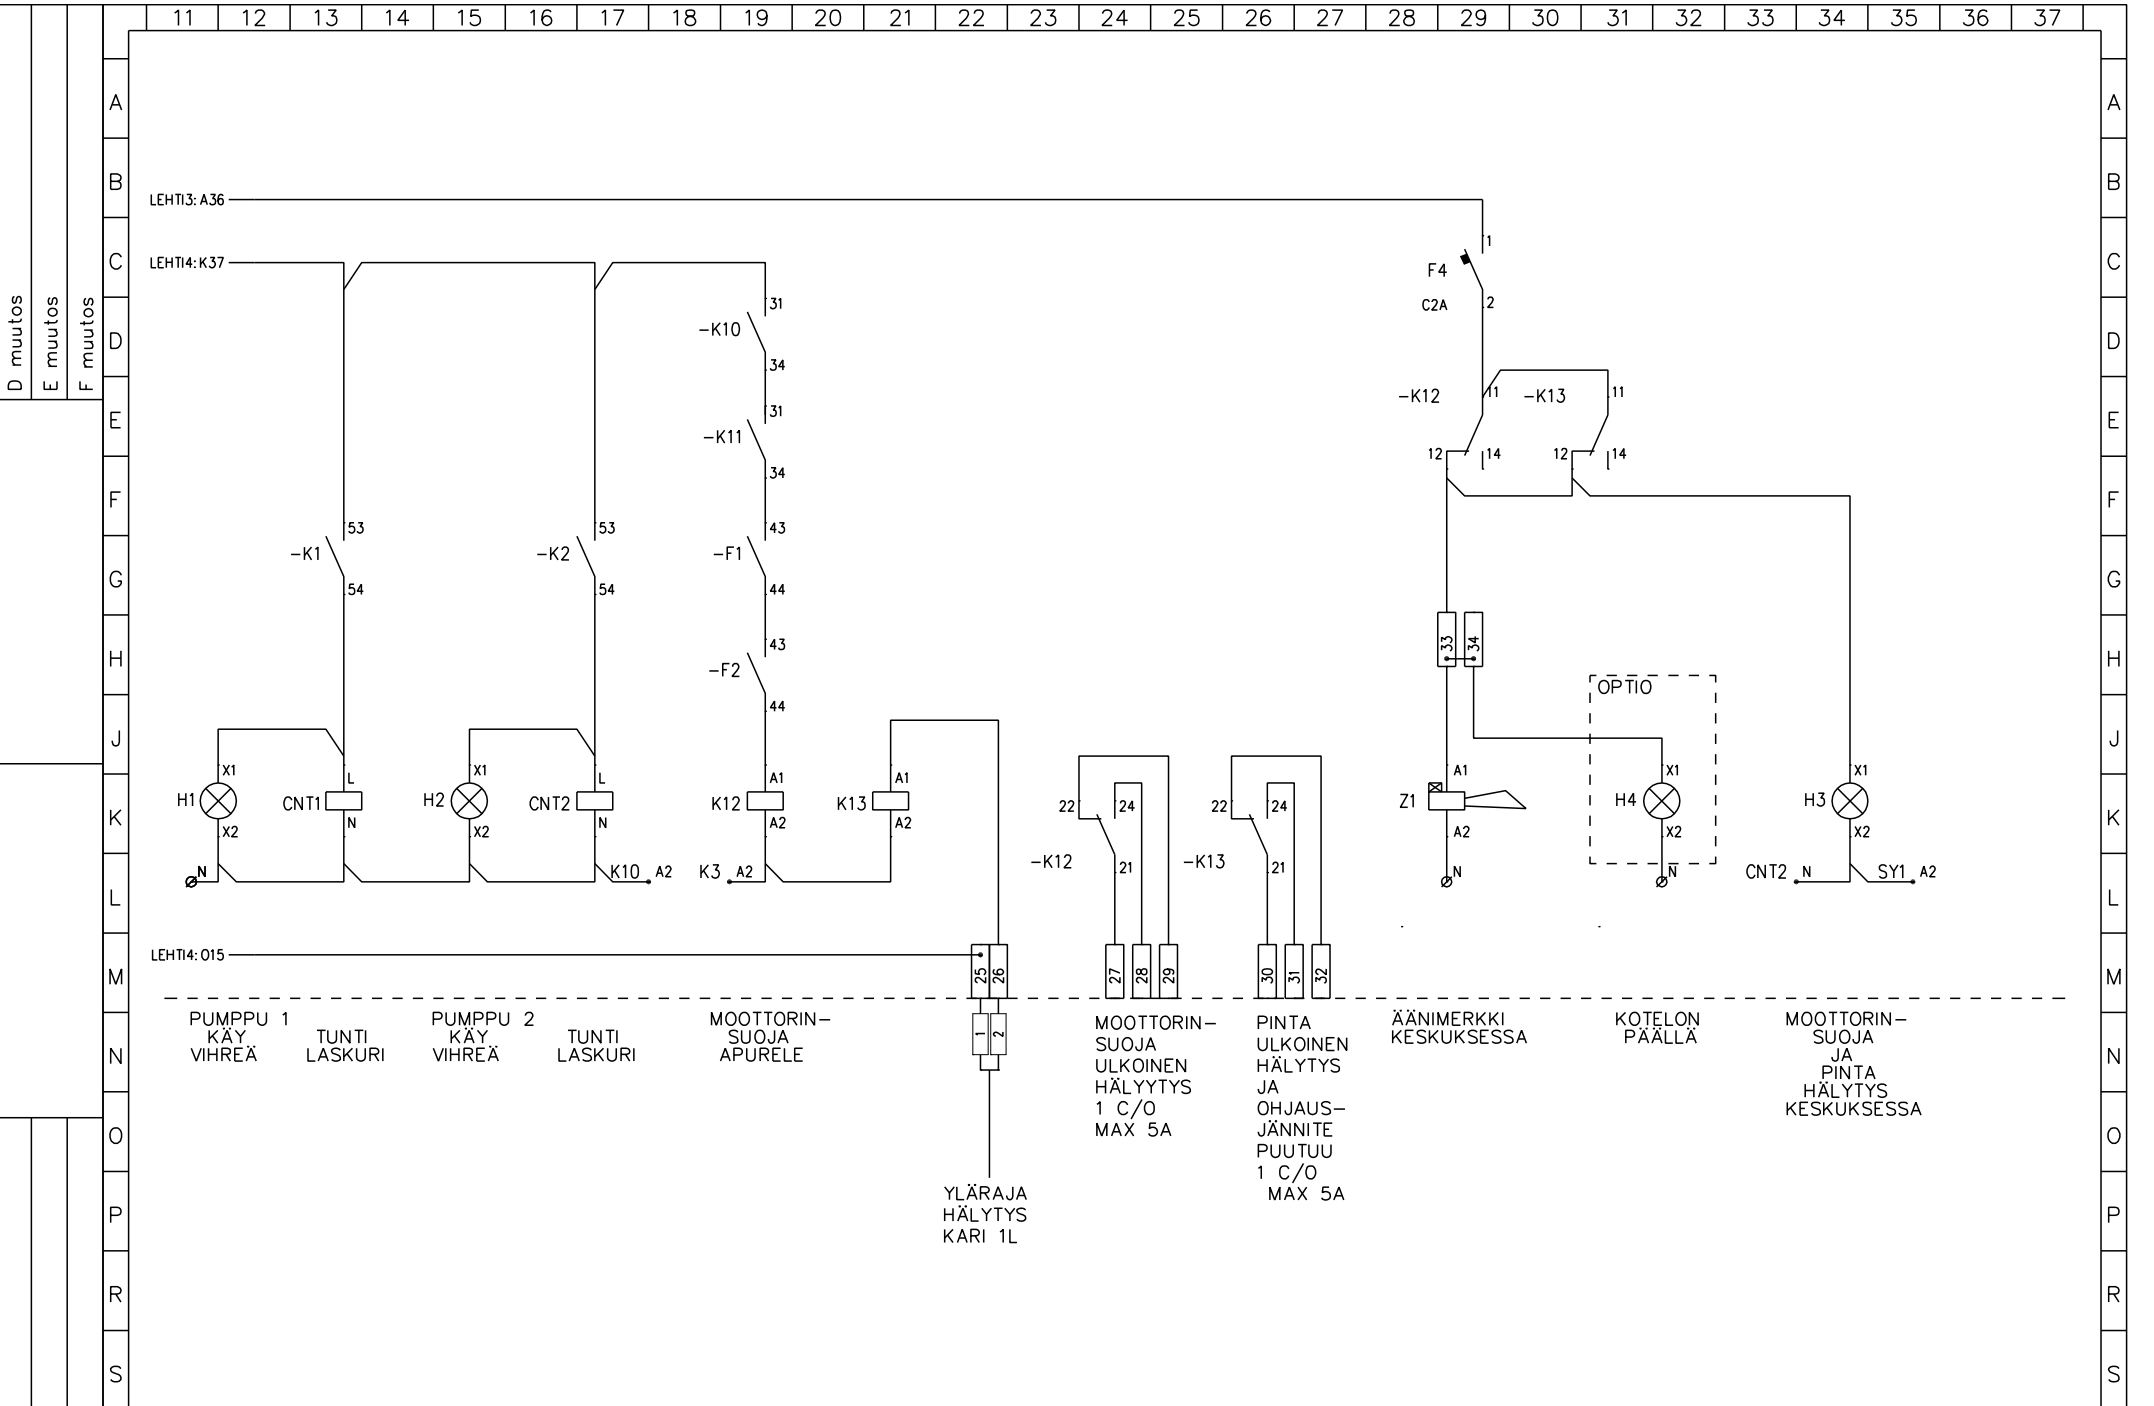 11 12 13 14 15 16 17 18 19 20 21 22 23 24 25 26 27 28 29 30 31 32 33 34 35 36 37
D muutos
E muutos
F muutos
A A
B B
LEHTI3:A36
C C
LEHTI4:K37
1
F4
C2A 2
D D
31
-K10
34
E E
31
-K11
34
-K12 11 -K13 11
12 14 12 14
F F
53 53 43
-K1 -K2 -F1
54 54 44
G G
H H
43
-F2
44
33 34
OPTIO
J J
X1 L X1 L A1 A1
H1 CNT1 H2 CNT2 K12 K13
X2 N X2 N A2 A2
22 24 22 24
-K12 21 -K13 21
A1 X1 X1
Z1 H4 H3
A2 X2 X2
K K
N K10 A2 K3 A2 N N CNT2 N SY1 A2
L L
LEHTI4:O15
25 26 27 28 29 30 31 32
M M
1 2
N N
PUMPPU 1
KÄY
VIHREÄ
TUNTI
LASKURI
PUMPPU 2
KÄY
VIHREÄ
TUNTI
LASKURI
MOOTTORIN-
SUOJA
APURELE
YLÄRAJA
HÄLYTYS
KARI 1L
MOOTTORIN-
SUOJA
ULKOINEN
HÄLYYTYS
1 C/O
MAX 5A
PINTA
ULKOINEN
HÄLYTYS
JA
OHJAUS-
JÄNNITE
PUUTUU
1 C/O
MAX 5A
ÄÄNIMERKKI
KESKUKSESSA
KOTELON
PÄÄLLÄ
MOOTTORIN-
SUOJA
JA
PINTA
HÄLYTYS
KESKUKSESSA
O O
P P
R R
S S